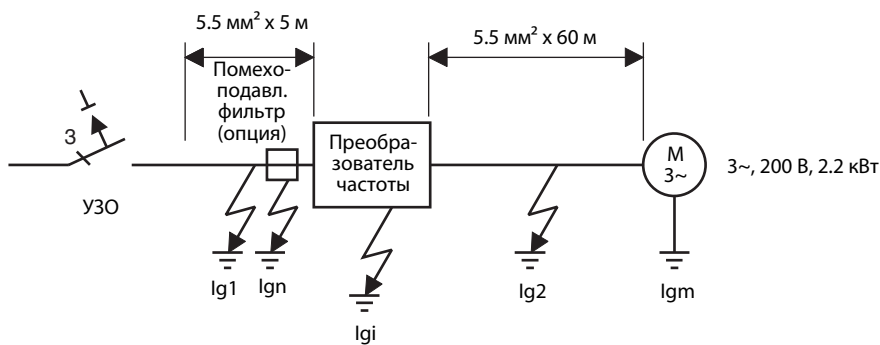 5.5 мм² x 5 м
5.5 мм² x 60 м
Помехо-
подавл.
фильтр
(опция)
Преобра-
зователь
частоты
3
УЗО
M
3~
3~, 200 В, 2.2 кВт
Ig1
Ign
Igi
Ig2
Igm